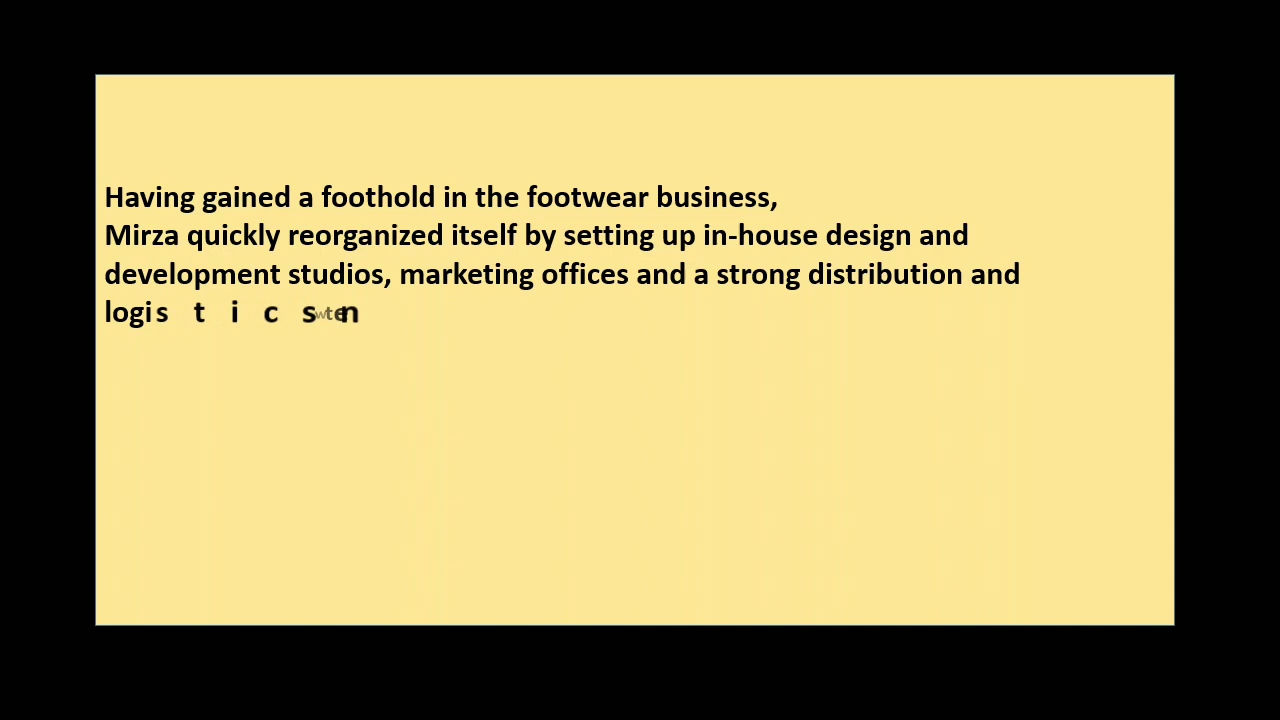 Having gained a foothold in the footwear business,
Mirza quickly reorganized itself by setting up in-house design and
development studios, marketing offices and a strong distribution and
logistics